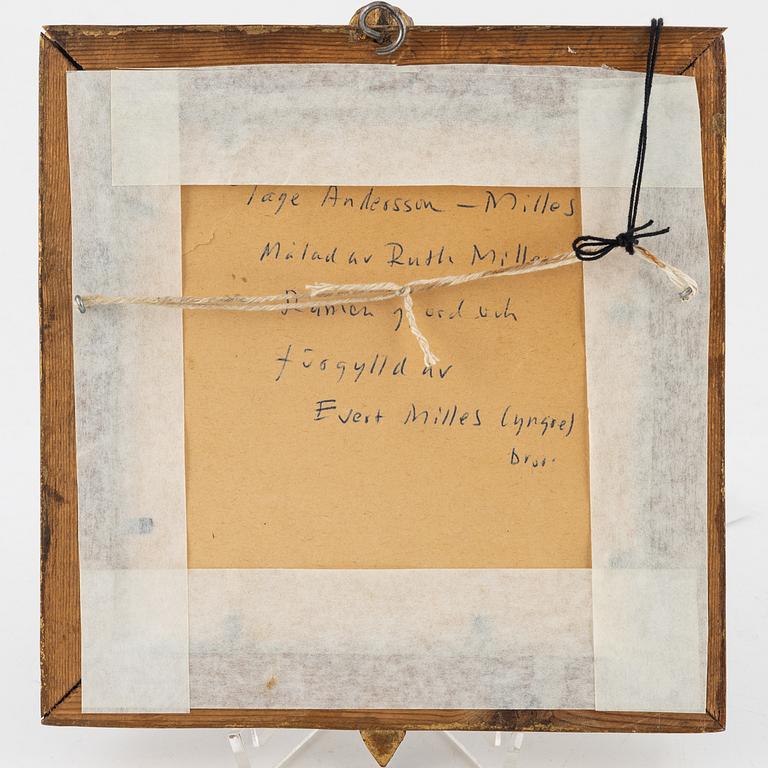 Tage Andersson – Milles
Målad av Ruth Milles
Ramen gjord och
förgylld av
Evert Milles (yngre)
bror.